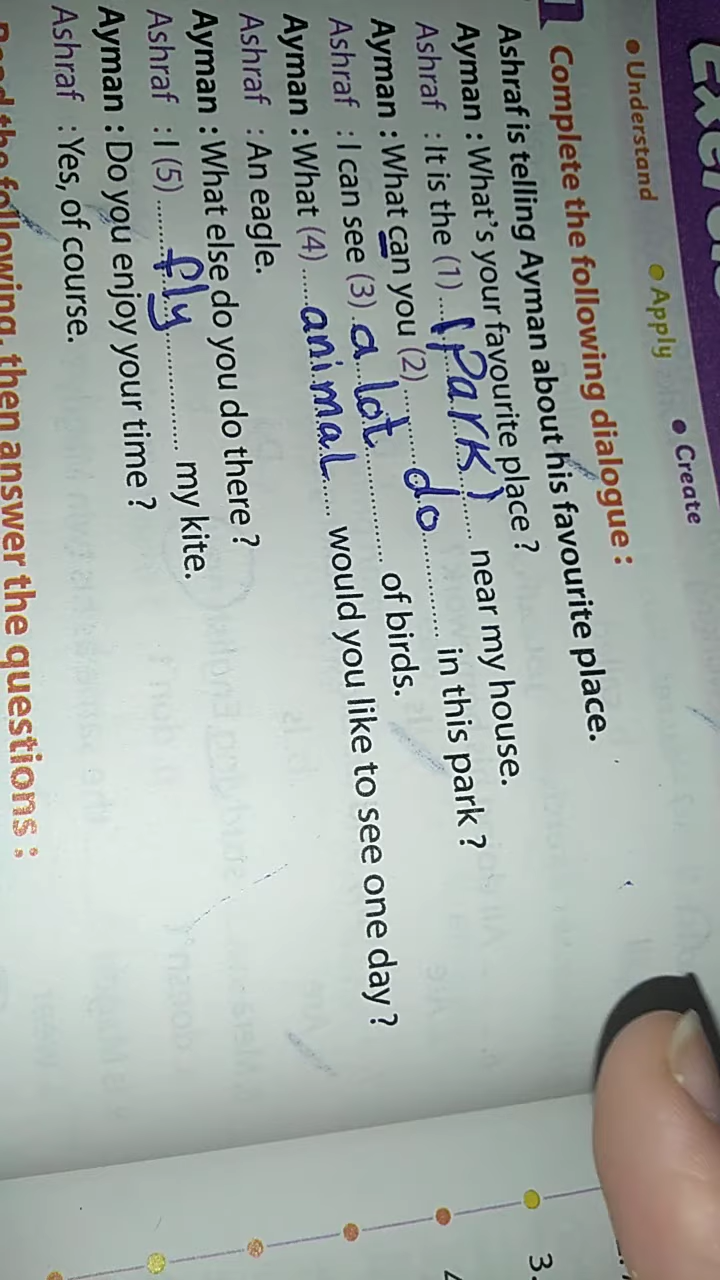 • Understand • Apply • Create
1 Complete the following dialogue :
Ashraf is telling Ayman about his favourite place.
Ayman : What's your favourite place ?
Ashraf : It is the (1) (Park) near my house.
Ayman : What can you (2) do in this park ?
Ashraf : I can see (3) a lot of birds.
Ayman : What (4) animal would you like to see one day ?
Ashraf : An eagle.
Ayman : What else do you do there ?
Ashraf : I (5) fly my kite.
Ayman : Do you enjoy your time ?
Ashraf : Yes, of course.
Read the following, then answer the questions :
3.